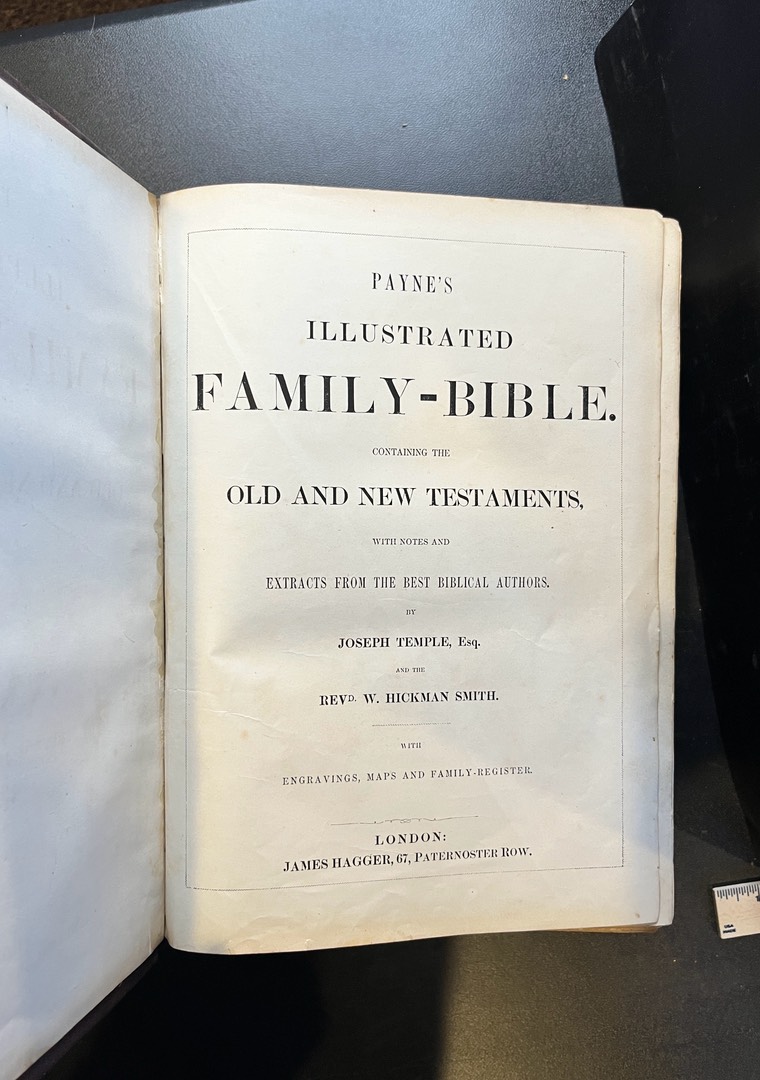 PAYNE'S
ILLUSTRATED
FAMILY-BIBLE.
CONTAINING THE
OLD AND NEW TESTAMENTS,
WITH NOTES AND
EXTRACTS FROM THE BEST BIBLICAL AUTHORS.
BY
JOSEPH TEMPLE, Esq.
AND THE
REVD. W. HICKMAN SMITH.
WITH
ENGRAVINGS, MAPS AND FAMILY-REGISTER.
LONDON:
JAMES HAGGER, 67, PATERNOSTER ROW.
USA